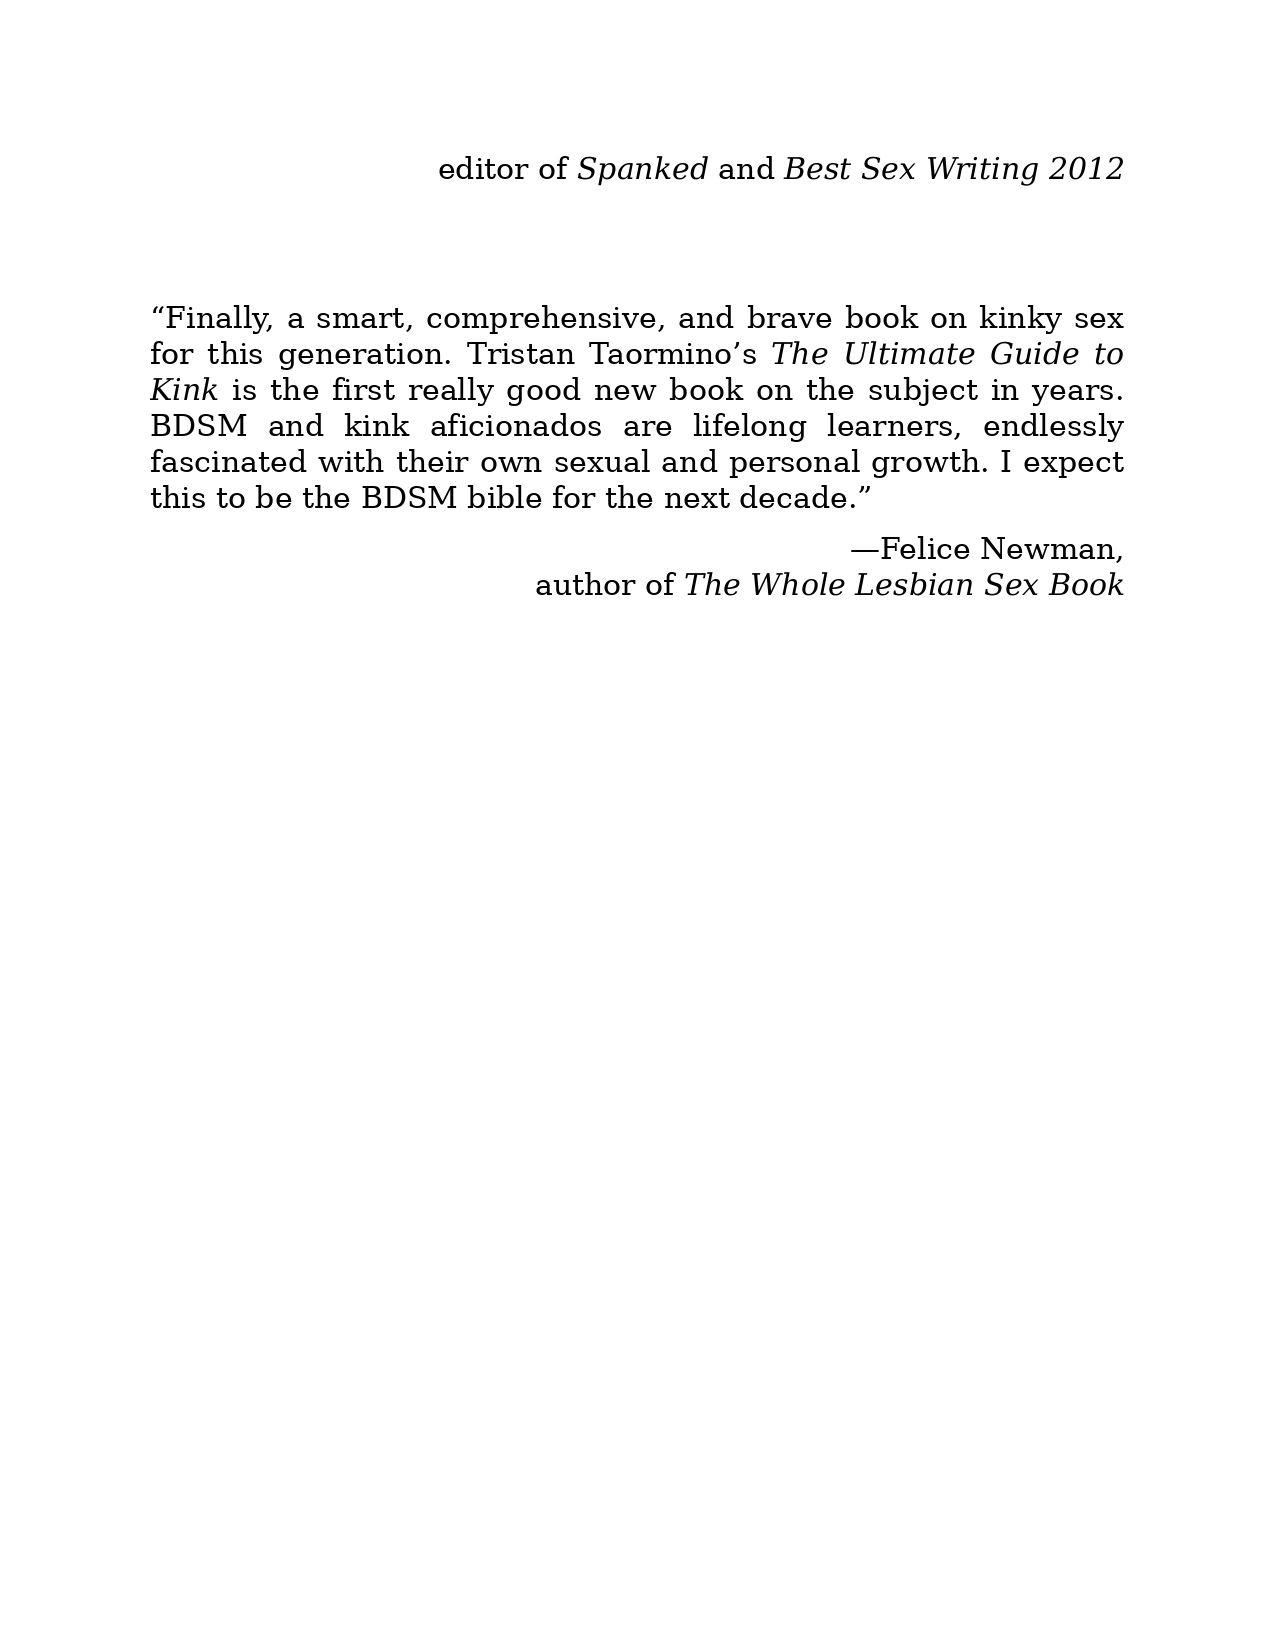 editor of Spanked and Best Sex Writing 2012
“Finally, a smart, comprehensive, and brave book on kinky sex
for this generation. Tristan Taormino’s The Ultimate Guide to
Kink is the first really good new book on the subject in years.
BDSM and kink aficionados are lifelong learners, endlessly
fascinated with their own sexual and personal growth. I expect
this to be the BDSM bible for the next decade.”
—Felice Newman,
author of The Whole Lesbian Sex Book